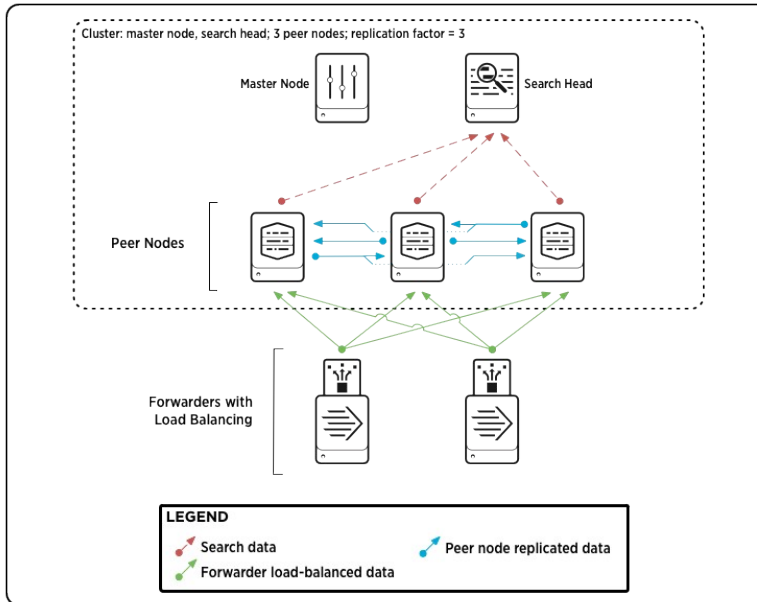 Cluster: master node, search head; 3 peer nodes; replication factor = 3
Master Node
Search Head
Peer Nodes
Forwarders with
Load Balancing
LEGEND
Search data
Peer node replicated data
Forwarder load-balanced data